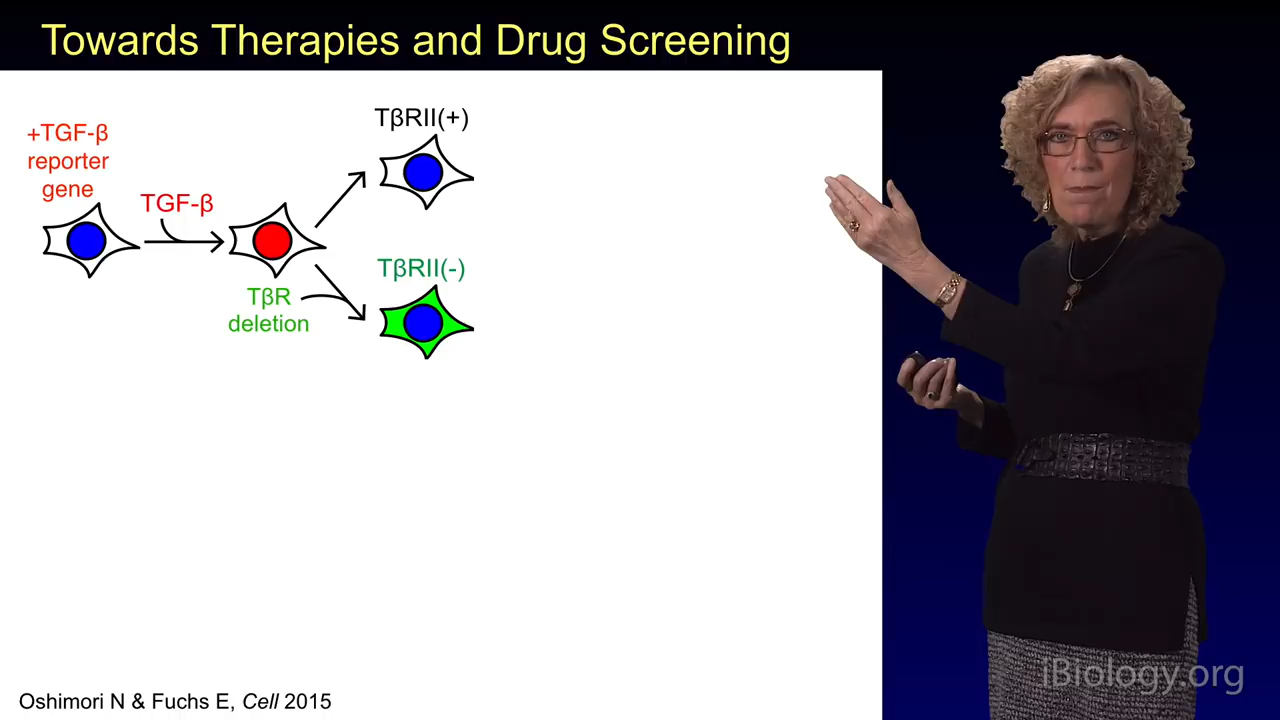 Towards Therapies and Drug Screening
+TGF-β
reporter
gene
TGF-β
TβRII(+)
TβRII(-)
TβR
deletion
Oshimori N & Fuchs E, Cell 2015
iBiology.org